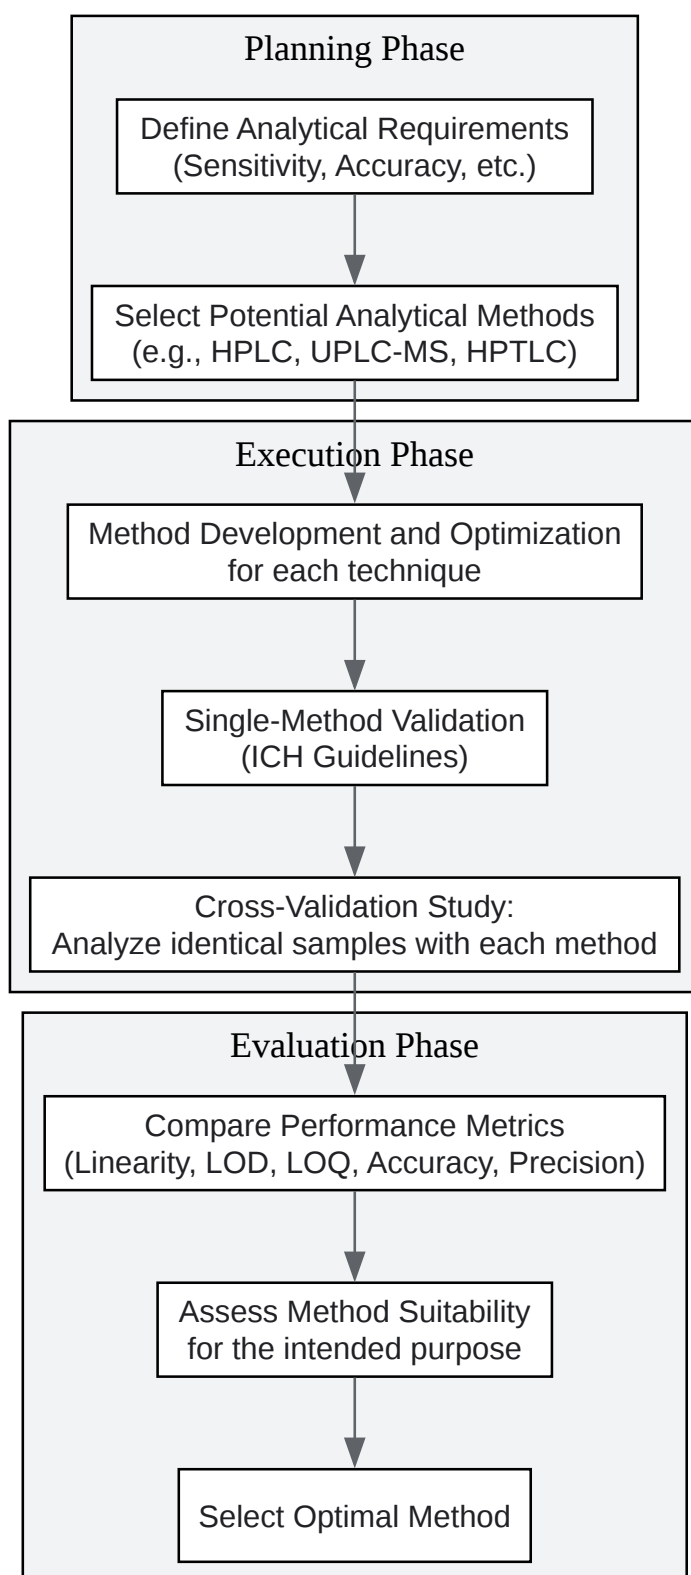 Planning Phase
Define Analytical Requirements
(Sensitivity, Accuracy, etc.)
Select Potential Analytical Methods
(e.g., HPLC, UPLC-MS, HPTLC)
Execution Phase
Method Development and Optimization
for each technique
Single-Method Validation
(ICH Guidelines)
Cross-Validation Study:
Analyze identical samples with each method
Evaluation Phase
Compare Performance Metrics
(Linearity, LOD, LOQ, Accuracy, Precision)
Assess Method Suitability
for the intended purpose
Select Optimal Method